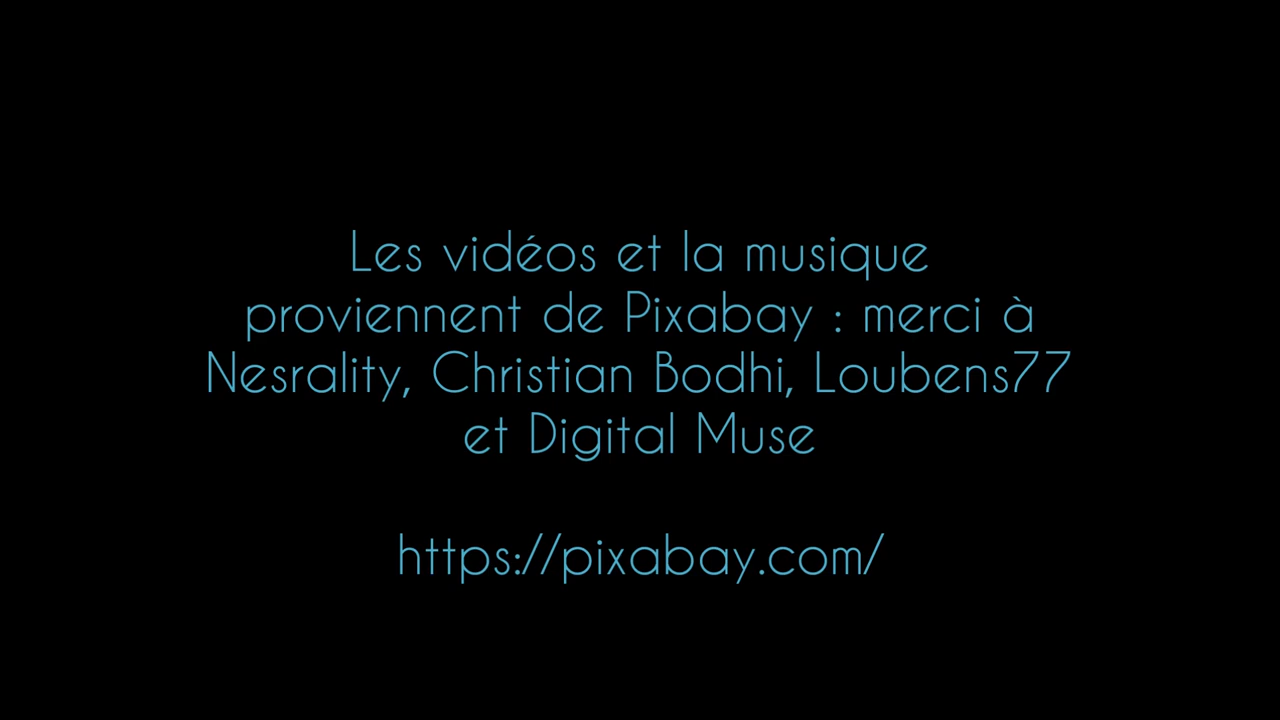 Les vidéos et la musique
proviennent de Pixabay : merci à
Nesrality, Christian Bodhi, Loubens77
et Digital Muse
https://pixabay.com/